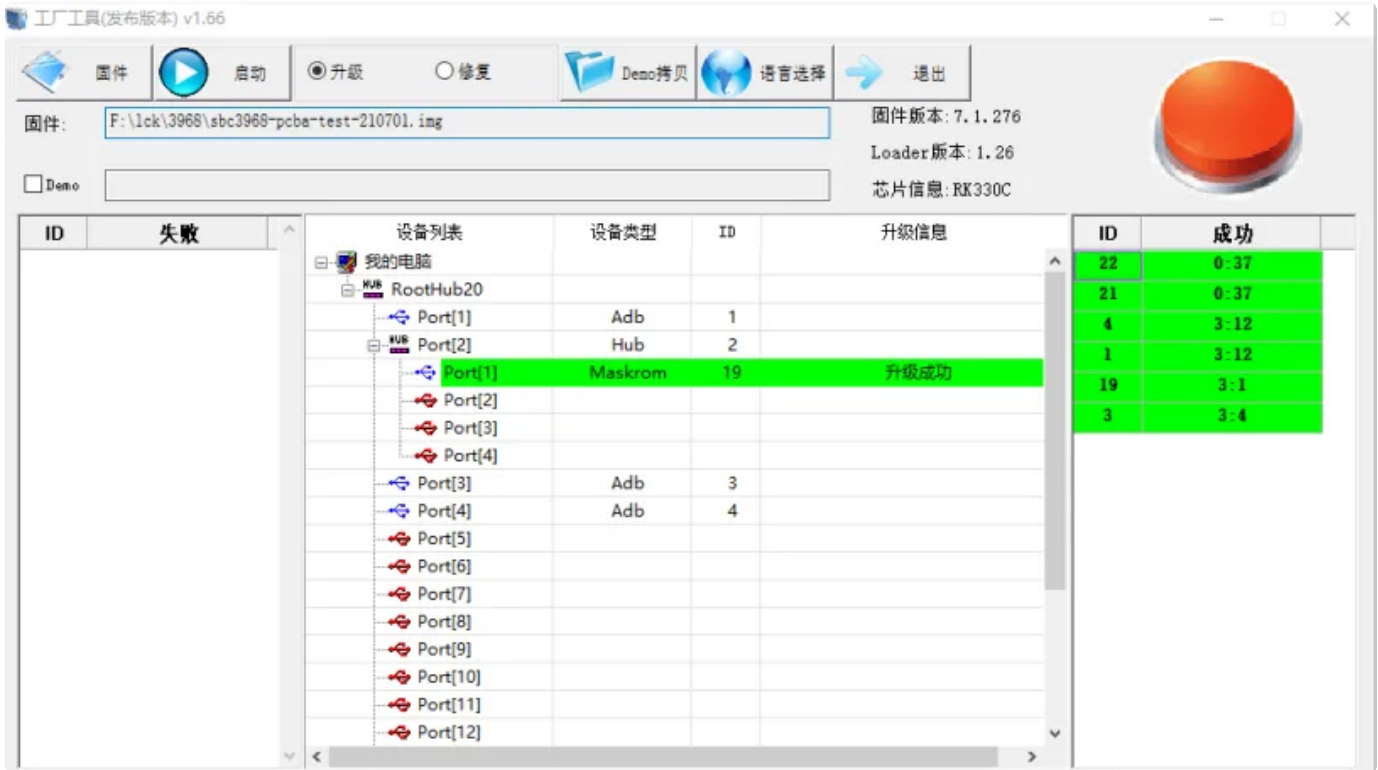 工厂工具(发布版本) v1.66
固件 启动 升级 修复 Demo拷贝 语言选择 退出
固件: F:\lck\3968\sbc3968-pcba-test-210701.img 固件版本:7.1.276
Loader版本:1.26
Demo 芯片信息:RK330C
ID 失败 设备列表 设备类型 ID 升级信息 ID 成功
我的电脑 22 0:37
HUB RootHub20 21 0:37
Port[1] Adb 1 4 3:12
HUB Port[2] Hub 2 1 3:12
Port[1] Maskrom 19 升级成功 19 3:1
Port[2] 3 3:4
Port[3]
Port[4]
Port[3] Adb 3
Port[4] Adb 4
Port[5]
Port[6]
Port[7]
Port[8]
Port[9]
Port[10]
Port[11]
Port[12]